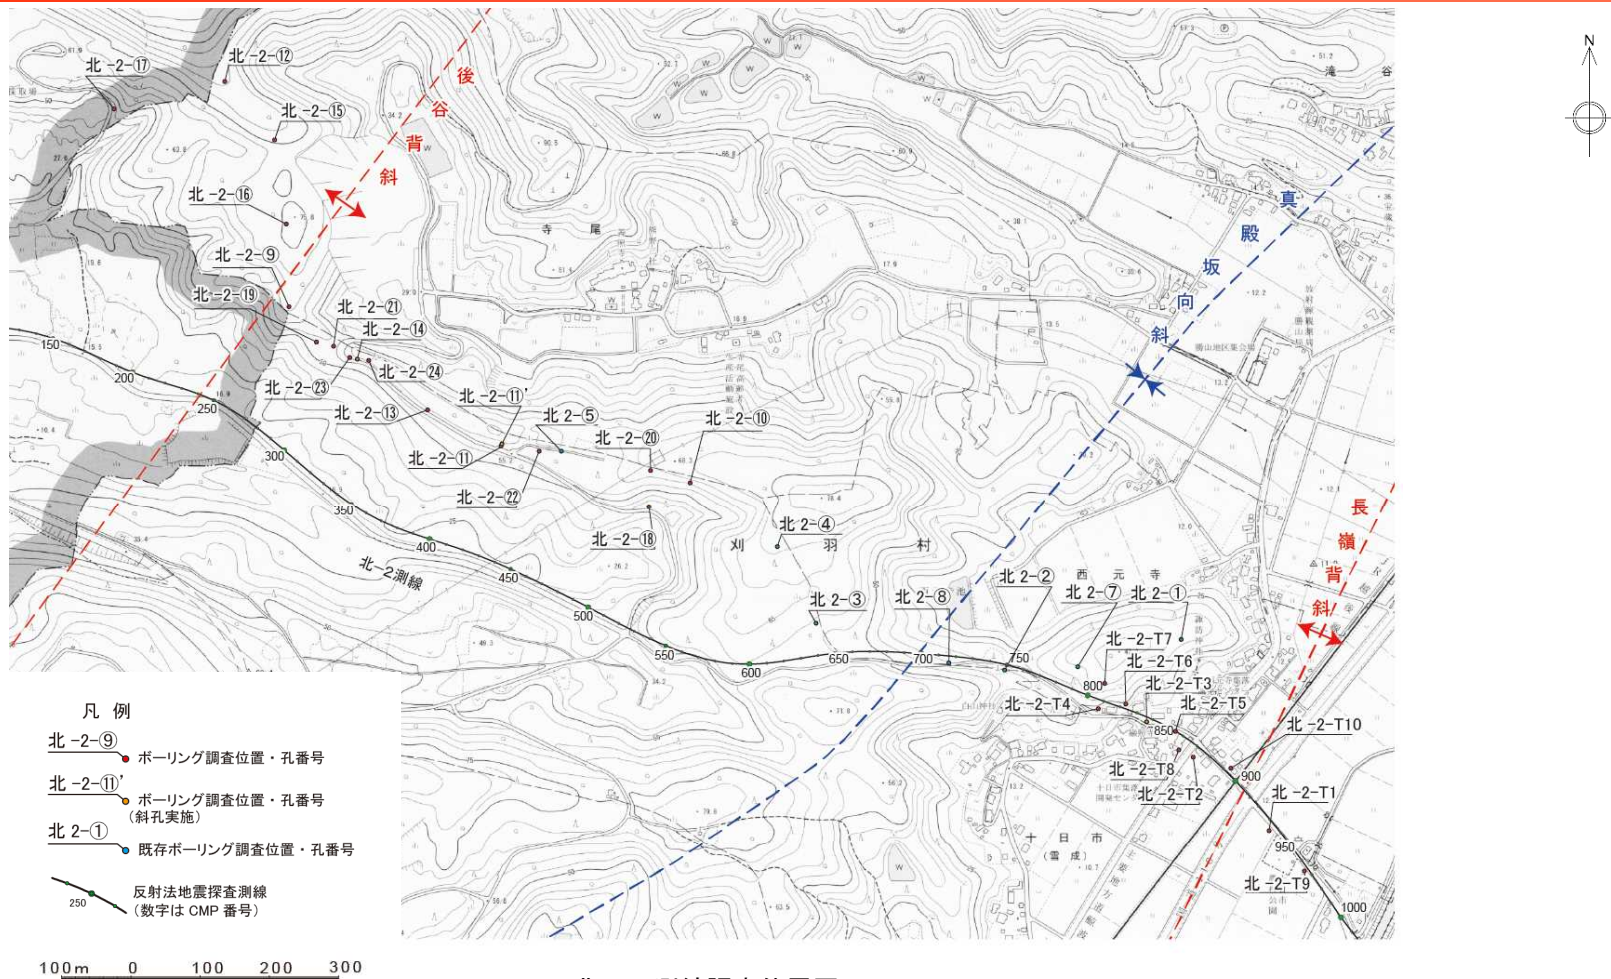 N
北-2-⑰
北-2-⑫
北-2-⑮
北-2-⑯
北-2-⑨
北-2-⑲
北-2-㉑
北-2-⑭
北-2-㉓
北-2-㉔
北-2-⑬
北-2-⑪'
北 2-⑤
北-2-⑪
北-2-⑳
北-2-⑩
北-2-㉒
北-2-⑱
北 2-④
北 2-③
北 2-⑧
北 2-②
北 2-⑦
北 2-①
北-2-T7
北-2-T6
北-2-T3
北-2-T4
北-2-T5
北-2-T10
北-2-T8
北-2-T2
北-2-T1
北-2-T9
後谷背斜
真殿坂向斜
長嶺背斜
滝谷
寺尾
刈羽村
西元寺
勝山地区集会場
十日市
(雪成)
北-2測線
150
200
250
300
350
400
450
500
550
600
650
700
750
800
850
900
950
1000
凡 例
北-2-⑨
ボーリング調査位置・孔番号
北-2-⑪'
ボーリング調査位置・孔番号
(斜孔実施)
北 2-①
既存ボーリング調査位置・孔番号
250
反射法地震探査測線
(数字は CMP 番号)
100m 0 100 200 300